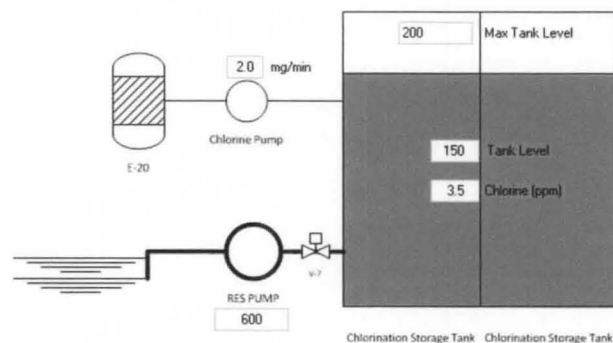 200 Max Tank Level
2.0 mg/min
Chlorine Pump
E-20
150 Tank Level
3.5 Chlorine (ppm)
V-7
RES PUMP
600
Chlorination Storage Tank Chlorination Storage Tank